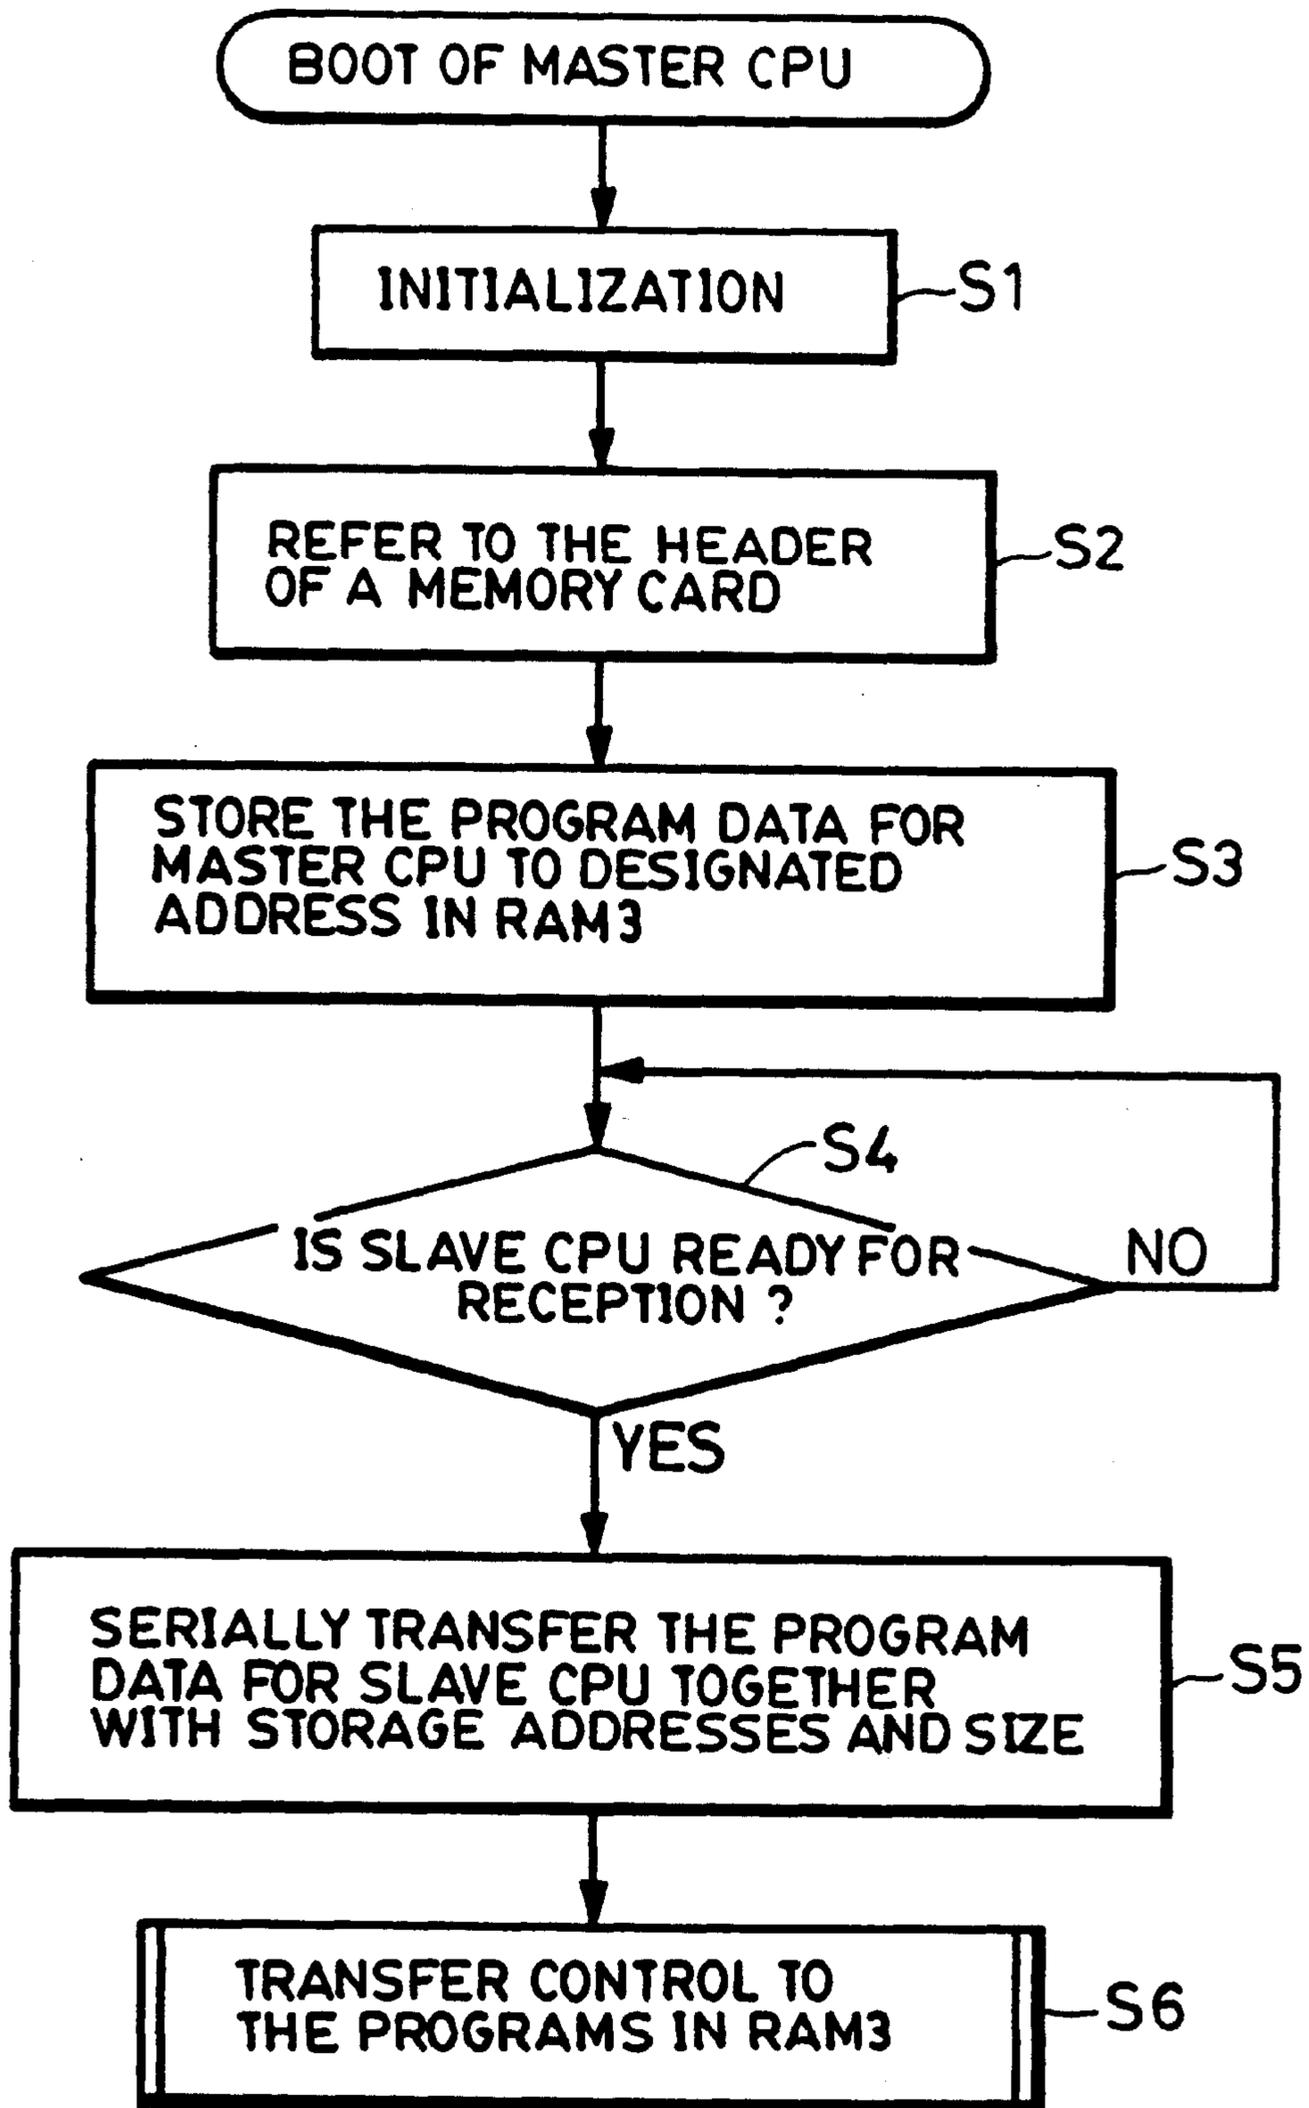 BOOT OF MASTER CPU
INITIALIZATION
S1
REFER TO THE HEADER
OF A MEMORY CARD
S2
STORE THE PROGRAM DATA FOR
MASTER CPU TO DESIGNATED
ADDRESS IN RAM3
S3
S4
IS SLAVE CPU READY FOR
RECEPTION ?
NO
YES
SERIALLY TRANSFER THE PROGRAM
DATA FOR SLAVE CPU TOGETHER
WITH STORAGE ADDRESSES AND SIZE
S5
TRANSFER CONTROL TO
THE PROGRAMS IN RAM3
S6